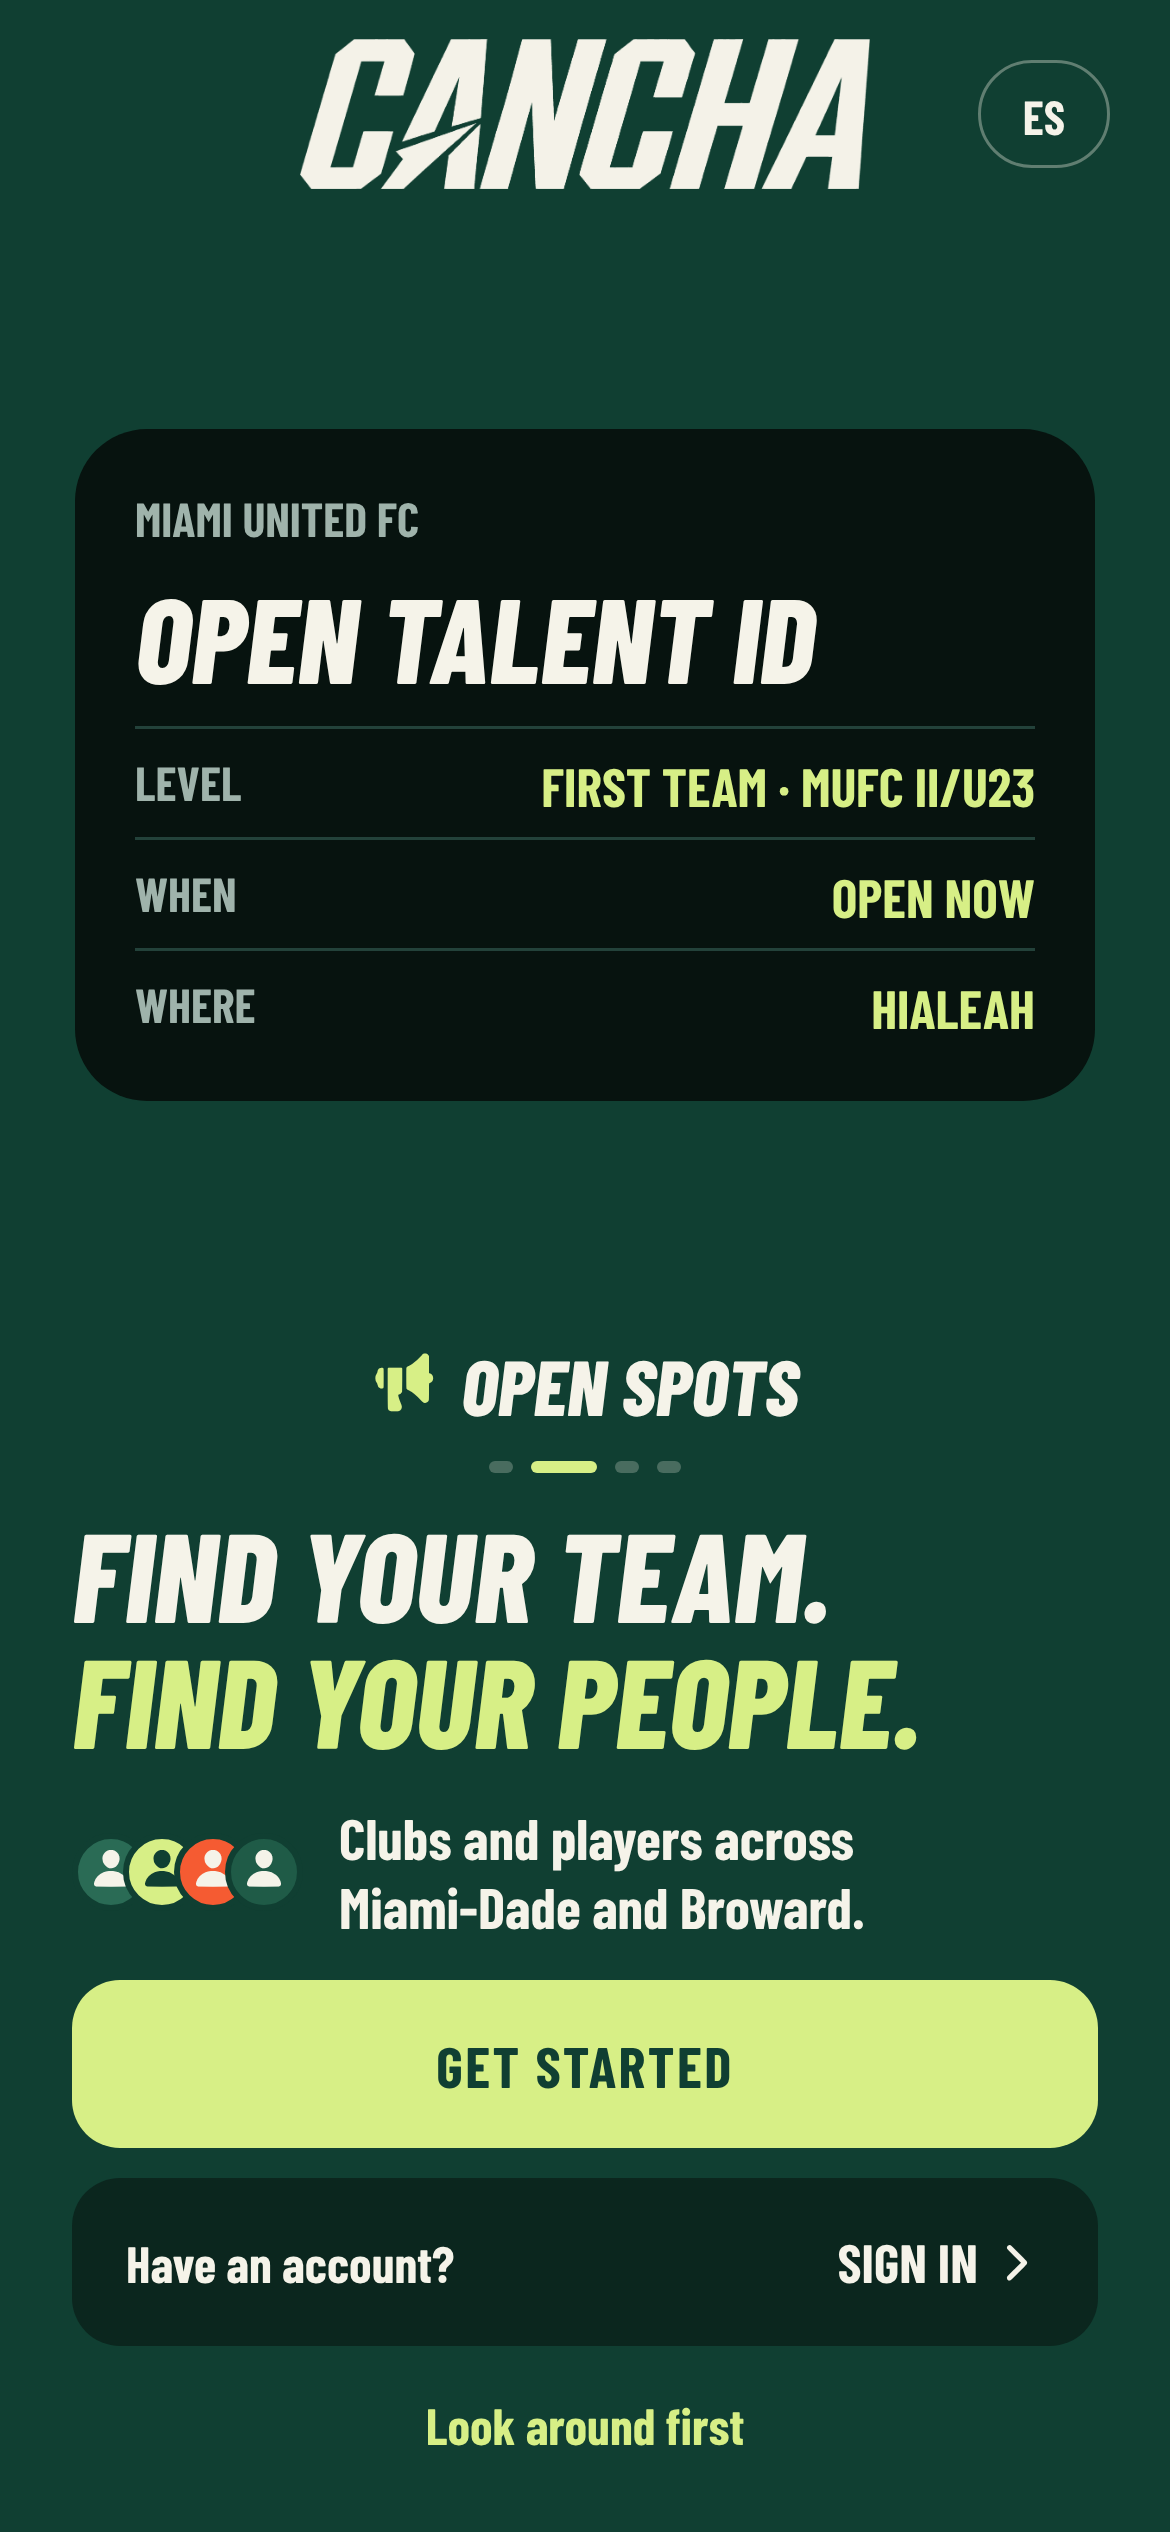 CANCHA
ES
MIAMI UNITED FC
OPEN TALENT ID
LEVEL FIRST TEAM · MUFC II/U23
WHEN OPEN NOW
WHERE HIALEAH
OPEN SPOTS
FIND YOUR TEAM.
FIND YOUR PEOPLE.
Clubs and players across
Miami-Dade and Broward.
GET STARTED
Have an account? SIGN IN
Look around first